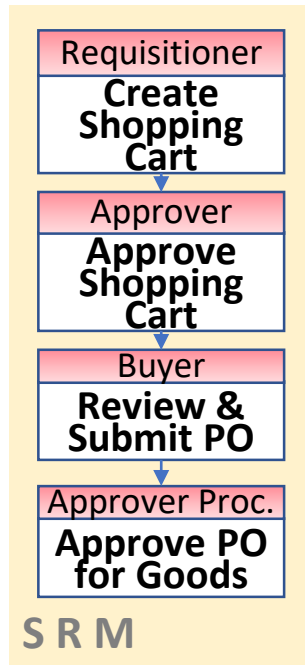 Requisitioner
Create
Shopping
Cart
Approver
Approve
Shopping
Cart
Buyer
Review &
Submit PO
Approver Proc.
Approve PO
for Goods
S R M